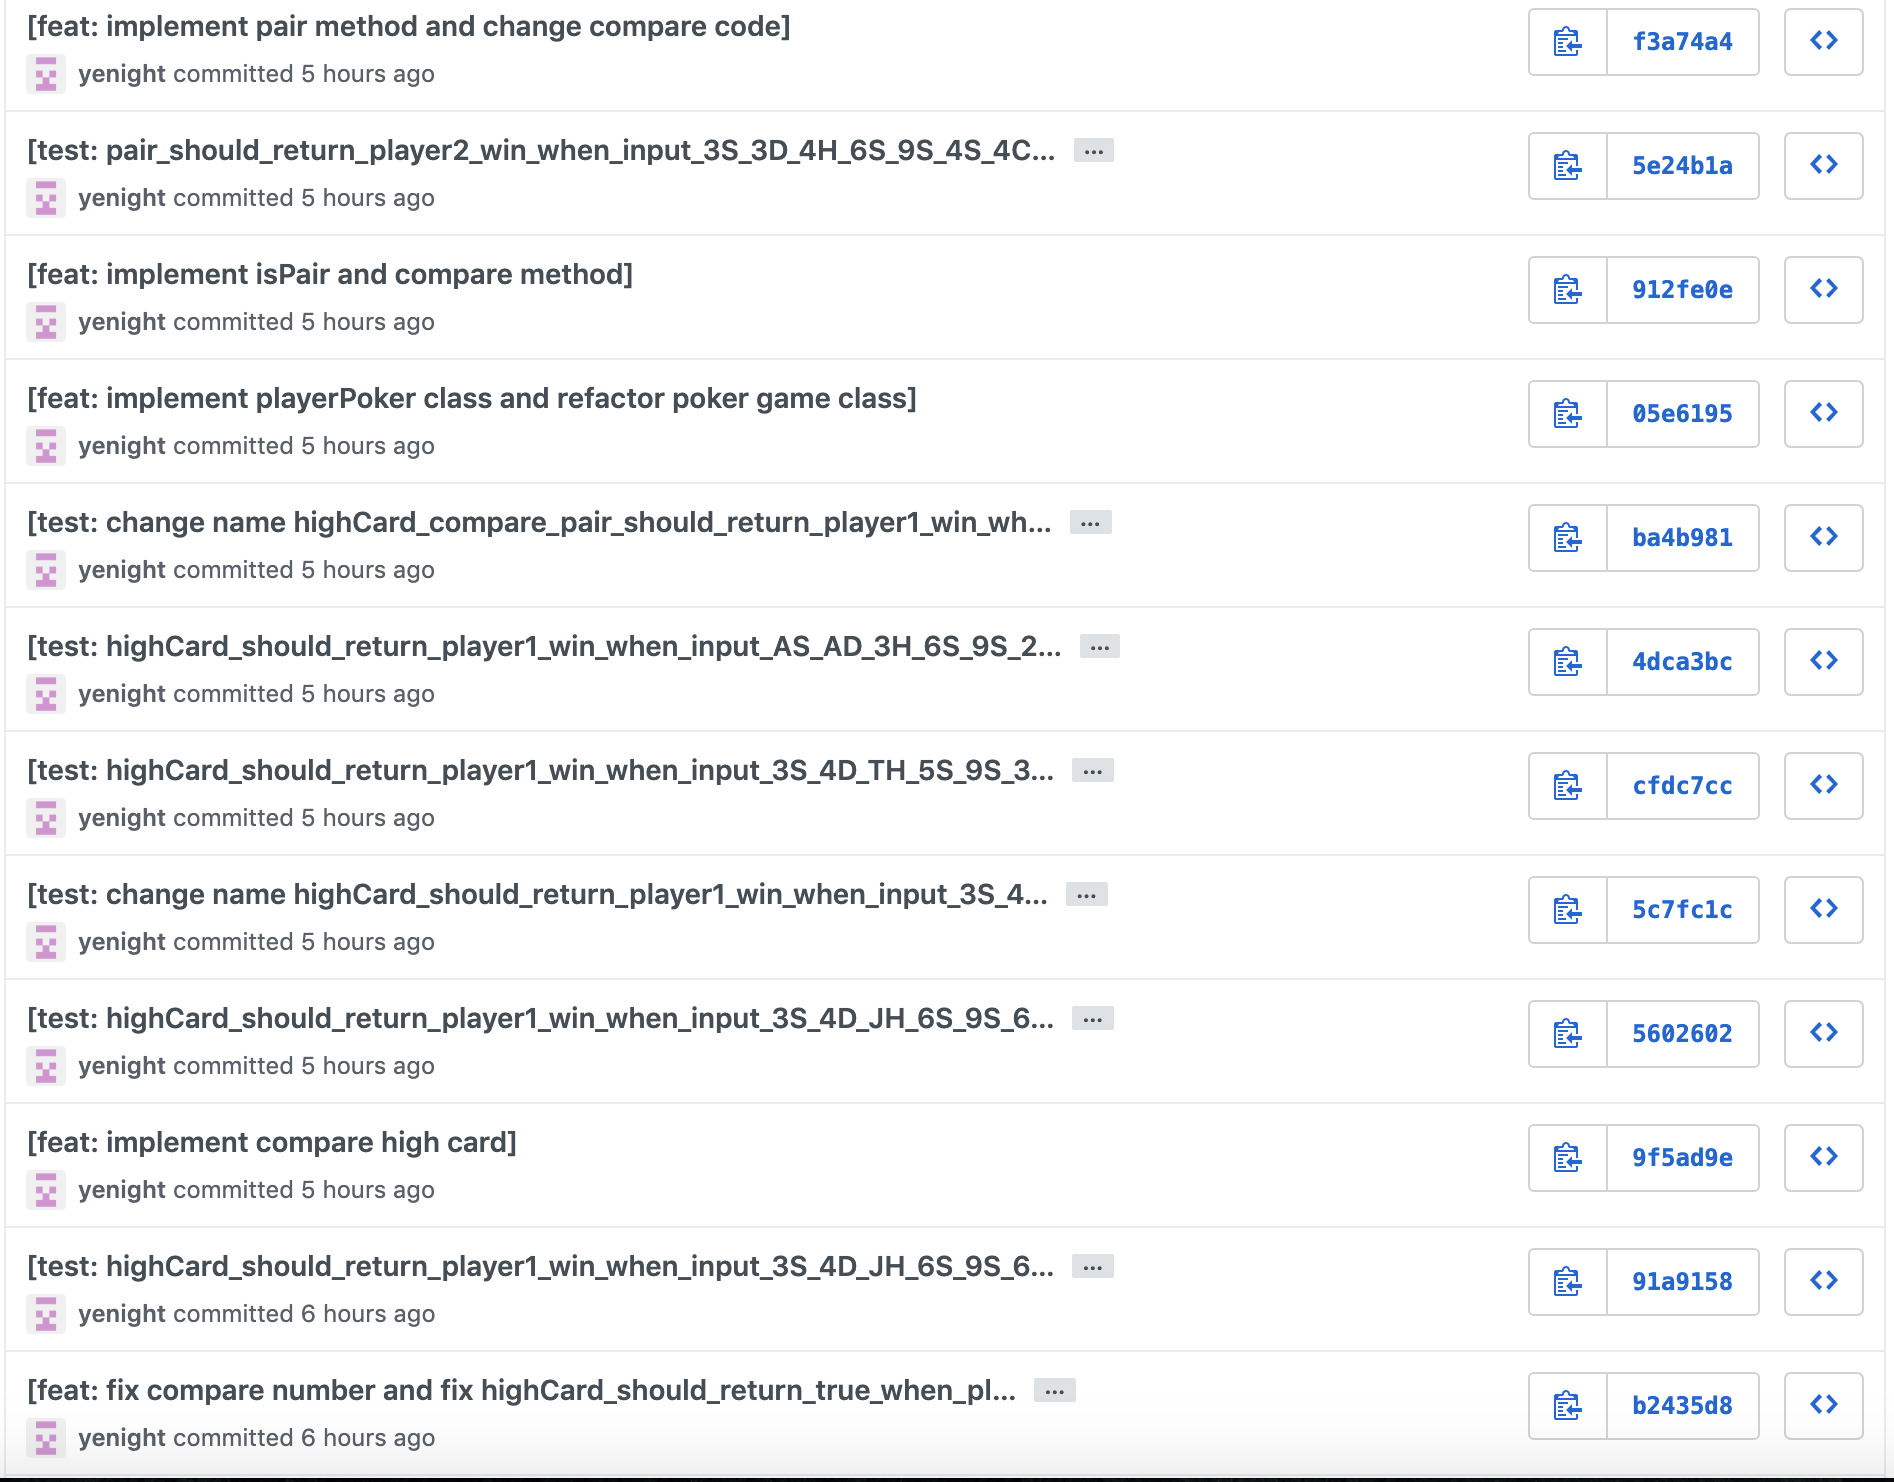 [feat: implement pair method and change compare code]
f3a74a4
yenight committed 5 hours ago
[test: pair_should_return_player2_win_when_input_3S_3D_4H_6S_9S_4S_4C... ...
5e24b1a
yenight committed 5 hours ago
[feat: implement isPair and compare method]
912fe0e
yenight committed 5 hours ago
[feat: implement playerPoker class and refactor poker game class]
05e6195
yenight committed 5 hours ago
[test: change name highCard_compare_pair_should_return_player1_win_wh... ...
ba4b981
yenight committed 5 hours ago
[test: highCard_should_return_player1_win_when_input_AS_AD_3H_6S_9S_2... ...
4dca3bc
yenight committed 5 hours ago
[test: highCard_should_return_player1_win_when_input_3S_4D_TH_5S_9S_3... ...
cfdc7cc
yenight committed 5 hours ago
[test: change name highCard_should_return_player1_win_when_input_3S_4... ...
5c7fc1c
yenight committed 5 hours ago
[test: highCard_should_return_player1_win_when_input_3S_4D_JH_6S_9S_6... ...
5602602
yenight committed 5 hours ago
[feat: implement compare high card]
9f5ad9e
yenight committed 5 hours ago
[test: highCard_should_return_player1_win_when_input_3S_4D_JH_6S_9S_6... ...
91a9158
yenight committed 6 hours ago
[feat: fix compare number and fix highCard_should_return_true_when_pl... ...
b2435d8
yenight committed 6 hours ago